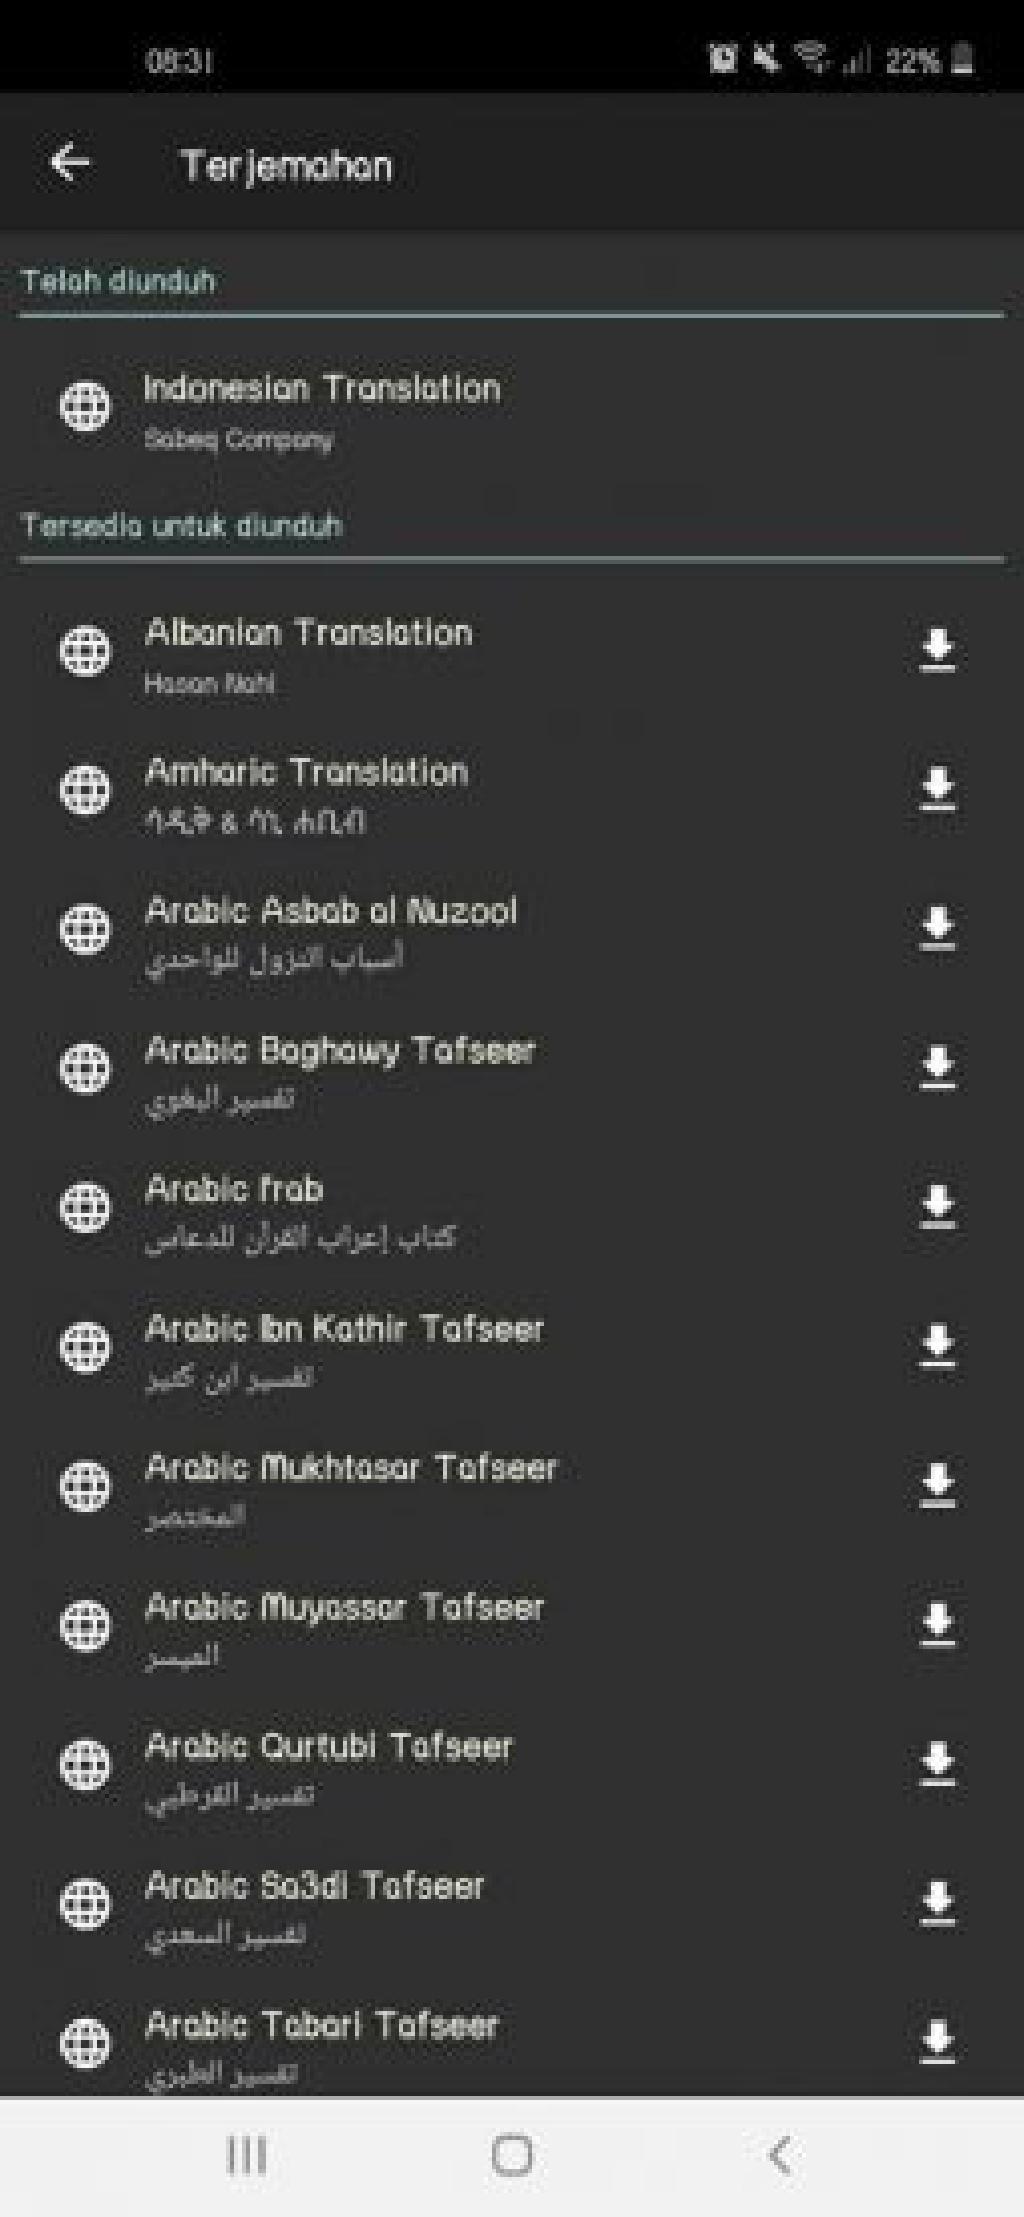 08:31
22%
Terjemahan
Telah diunduh
Indonesian Translation
Sabeq Company
Tersedia untuk diunduh
Albanian Translation
Hasan Nahi
Amharic Translation
ሳዲቅ & ሳኒ ሐቢብ
Arabic Asbab al Nuzool
أسباب النزول للواحدي
Arabic Baghawy Tafseer
تفسير البغوي
Arabic I'rab
كتاب إعراب القرآن للدعاس
Arabic Ibn Kathir Tafseer
تفسير ابن كثير
Arabic Mukhtasar Tafseer
المختصر
Arabic Muyassar Tafseer
الميسر
Arabic Qurtubi Tafseer
تفسير القرطبي
Arabic Sa3di Tafseer
تفسير السعدي
Arabic Tabari Tafseer
تفسير الطبري